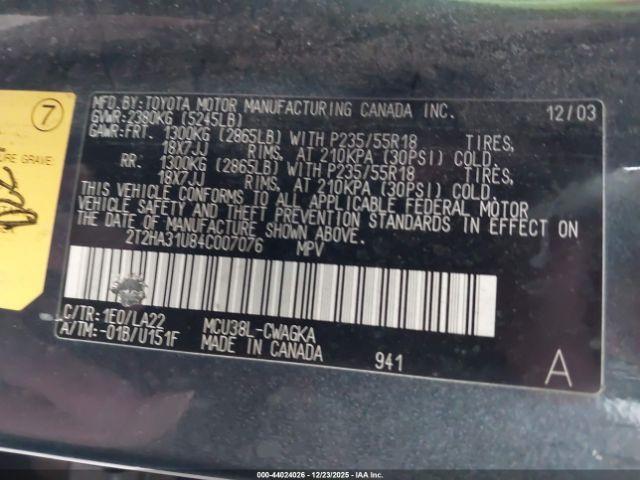 7
URE GRAVE
MFD. BY: TOYOTA MOTOR MANUFACTURING CANADA INC. 12/03
GVWR: 2380KG (5245LB)
GAWR: FRT. 1300KG (2865LB) WITH P235/55R18 TIRES,
18X7JJ RIMS, AT 210KPA (30PSI) COLD.
RR. 1300KG (2865LB) WITH P235/55R18 TIRES,
18X7JJ RIMS, AT 210KPA (30PSI) COLD.
THIS VEHICLE CONFORMS TO ALL APPLICABLE FEDERAL MOTOR
VEHICLE SAFETY AND THEFT PREVENTION STANDARDS IN EFFECT ON
THE DATE OF MANUFACTURE SHOWN ABOVE.
2T2HA31U84C007076 MPV
C/TR: 1E0/LA22 MCU38L-CWAGKA
A/TM: -01B/U151F MADE IN CANADA 941 A
000-44024026 - 12/23/2025 - IAA Inc.